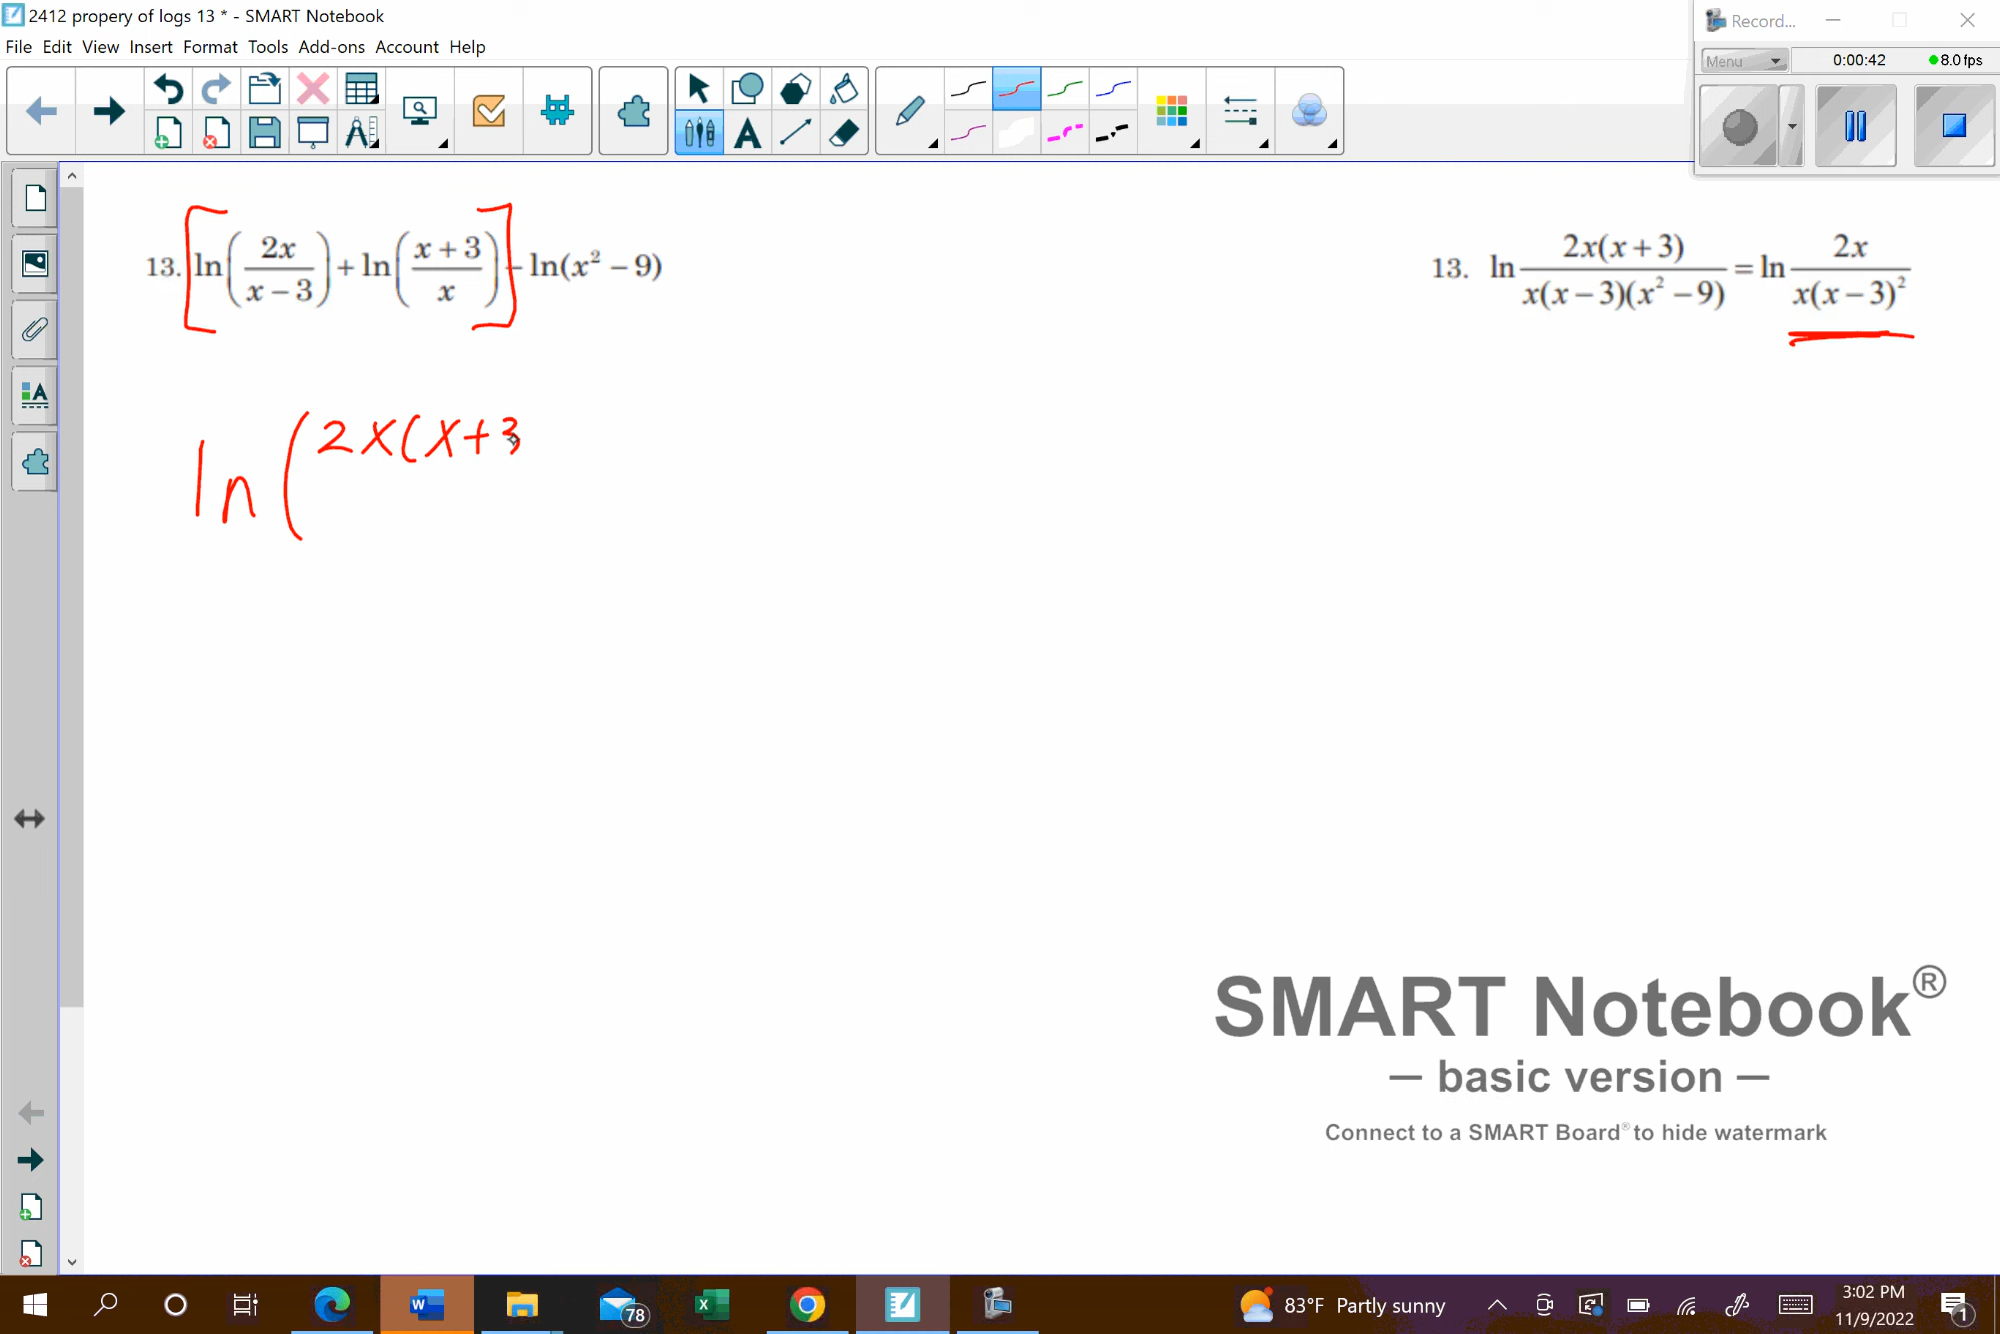 2412 propery of logs 13 * - SMART Notebook
File Edit View Insert Format Tools Add-ons Account Help
Record...
Menu 0:00:42 8.0 fps
13. [ln(2x/(x − 3)) + ln((x + 3)/x)] − ln(x² − 9)
13. ln 2x(x + 3)/(x(x − 3)(x² − 9)) = ln 2x/(x(x − 3)²)
ln (2x(x+3
SMART Notebook®
— basic version —
Connect to a SMART Board® to hide watermark
78
83°F Partly sunny
3:02 PM
11/9/2022
1